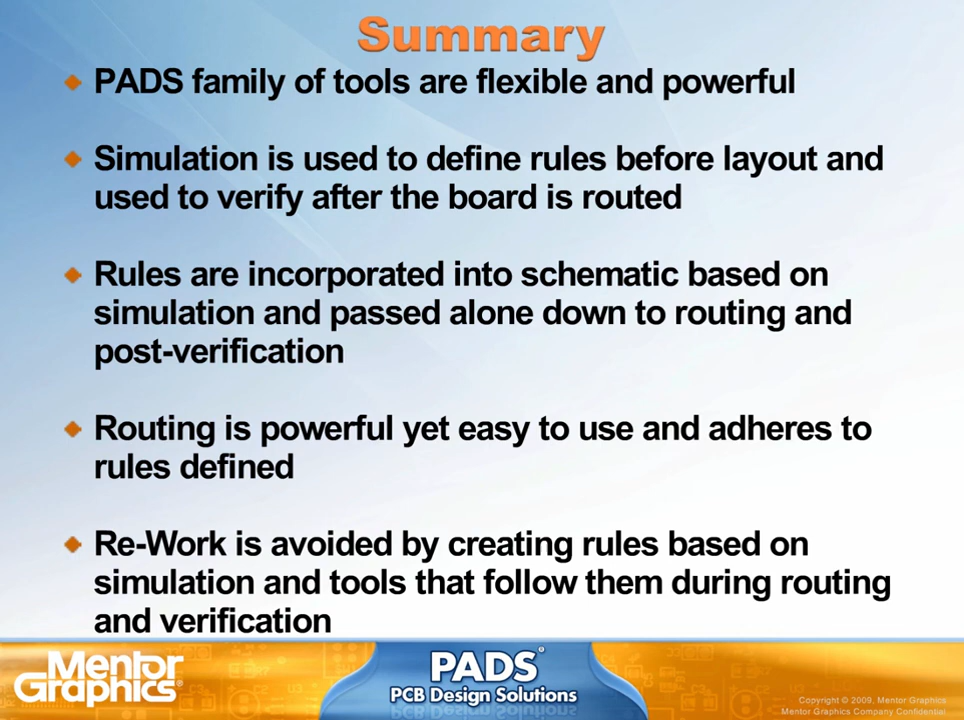 Summary
PADS family of tools are flexible and powerful
Simulation is used to define rules before layout and
used to verify after the board is routed
Rules are incorporated into schematic based on
simulation and passed alone down to routing and
post-verification
Routing is powerful yet easy to use and adheres to
rules defined
Re-Work is avoided by creating rules based on
simulation and tools that follow them during routing
and verification
Mentor
Graphics®
PADS®
PCB Design Solutions
Copyright © 2009, Mentor Graphics
Mentor Graphics Company Confidential